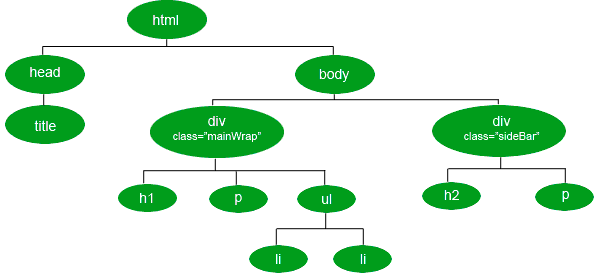 html
head
body
title
div
class="mainWrap"
div
class="sideBar"
h1
p
ul
h2
p
li
li